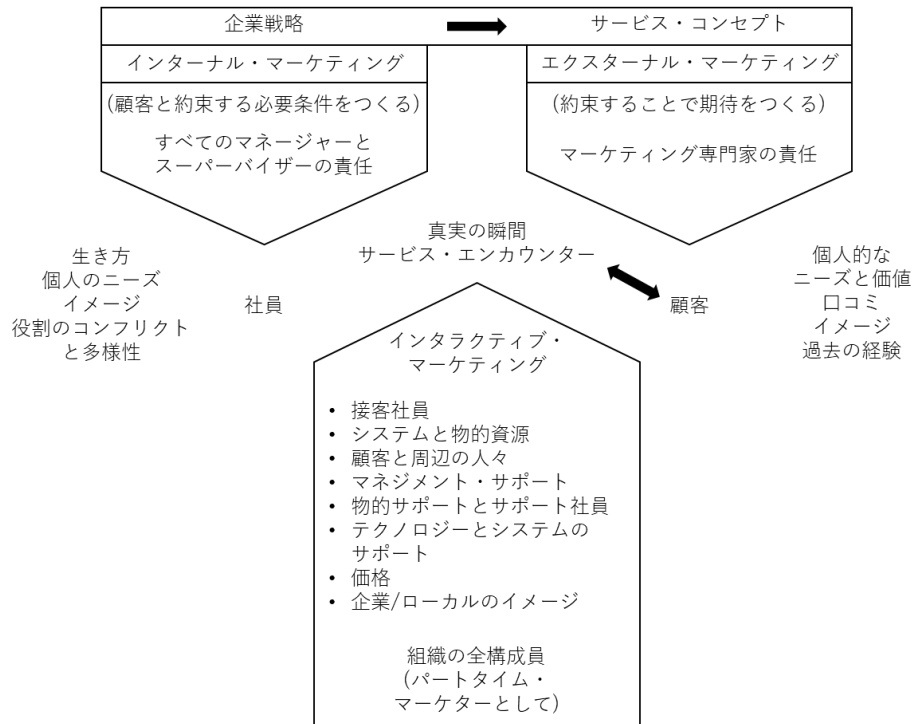 企業戦略
サービス・コンセプト
インターナル・マーケティング
エクスターナル・マーケティング
(顧客と約束する必要条件をつくる)
すべてのマネージャーと
スーパーバイザーの責任
(約束することで期待をつくる)
マーケティング専門家の責任
真実の瞬間
サービス・エンカウンター
生き方
個人のニーズ
イメージ
役割のコンフリクト
と多様性
社員
顧客
個人的な
ニーズと価値
口コミ
イメージ
過去の経験
インタラクティブ・
マーケティング
• 接客社員
• システムと物的資源
• 顧客と周辺の人々
• マネジメント・サポート
• 物的サポートとサポート社員
• テクノロジーとシステムの
サポート
• 価格
• 企業/ローカルのイメージ
組織の全構成員
(パートタイム・
マーケターとして)